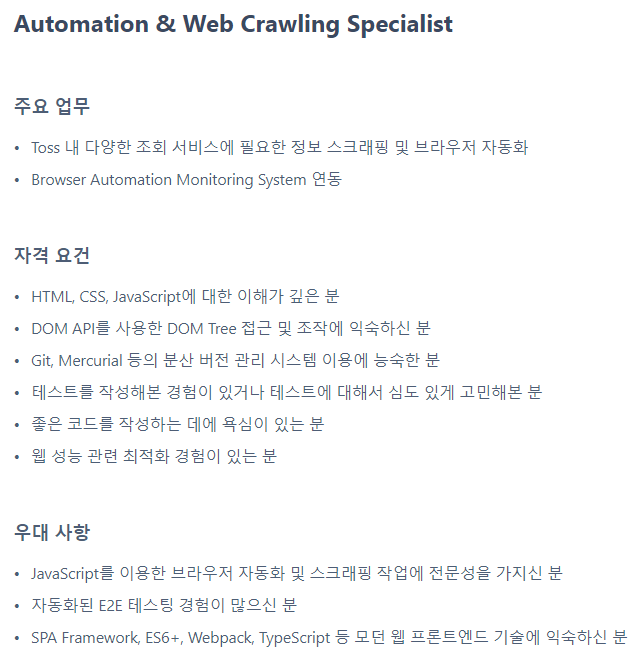 Automation & Web Crawling Specialist
주요 업무
• Toss 내 다양한 조회 서비스에 필요한 정보 스크래핑 및 브라우저 자동화
• Browser Automation Monitoring System 연동
자격 요건
• HTML, CSS, JavaScript에 대한 이해가 깊은 분
• DOM API를 사용한 DOM Tree 접근 및 조작에 익숙하신 분
• Git, Mercurial 등의 분산 버전 관리 시스템 이용에 능숙한 분
• 테스트를 작성해본 경험이 있거나 테스트에 대해서 심도 있게 고민해본 분
• 좋은 코드를 작성하는 데에 욕심이 있는 분
• 웹 성능 관련 최적화 경험이 있는 분
우대 사항
• JavaScript를 이용한 브라우저 자동화 및 스크래핑 작업에 전문성을 가지신 분
• 자동화된 E2E 테스팅 경험이 많으신 분
• SPA Framework, ES6+, Webpack, TypeScript 등 모던 웹 프론트엔드 기술에 익숙하신 분